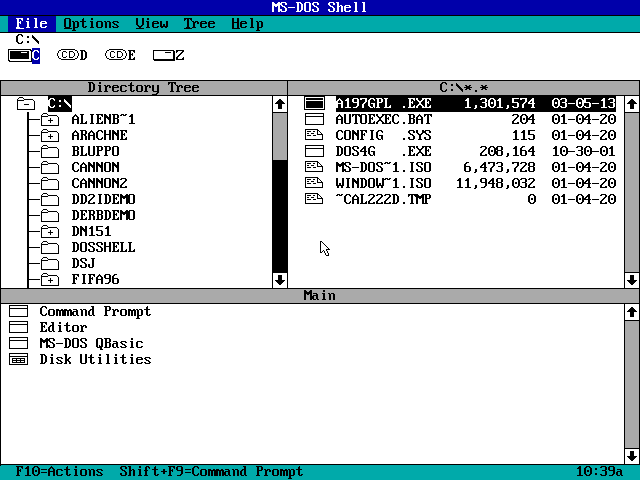 MS-DOS Shell
File Options View Tree Help
C:\
C D E Z
Directory Tree
C:\
ALIENB~1
ARACHNE
BLUPPO
CANNON
CANNON2
DD2IDEMO
DERBDEMO
DN151
DOSSHELL
DSJ
FIFA96
C:\*.*
A197GPL .EXE 1,301,574 03-05-13
AUTOEXEC.BAT 204 01-04-20
CONFIG .SYS 115 01-04-20
DOS4G .EXE 208,164 10-30-01
MS-DOS~1.ISO 6,473,728 01-04-20
WINDOW~1.ISO 11,948,032 01-04-20
~CAL222D.TMP 0 01-04-20
Main
Command Prompt
Editor
MS-DOS QBasic
Disk Utilities
F10=Actions Shift+F9=Command Prompt 10:39a